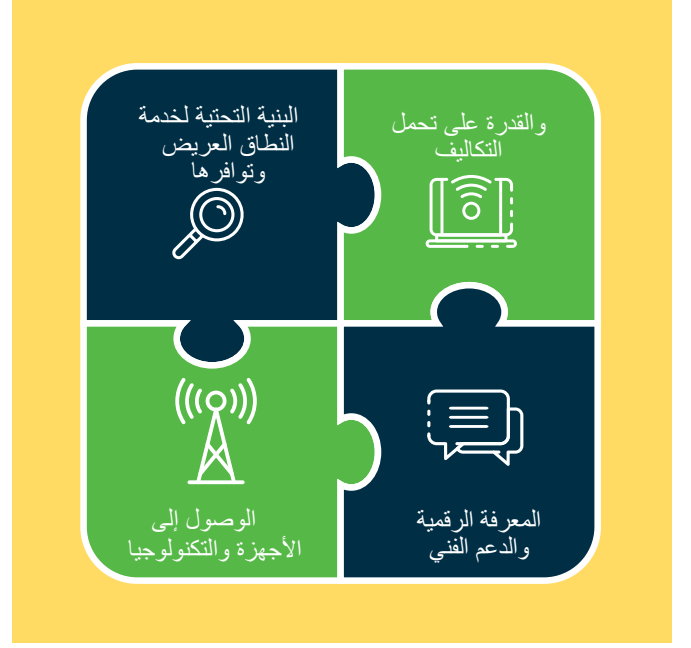 البنية التحتية لخدمة
النطاق العريض
وتوافرها
والقدرة على تحمل
التكاليف
الوصول إلى
الأجهزة والتكنولوجيا
المعرفة الرقمية
والدعم الفني